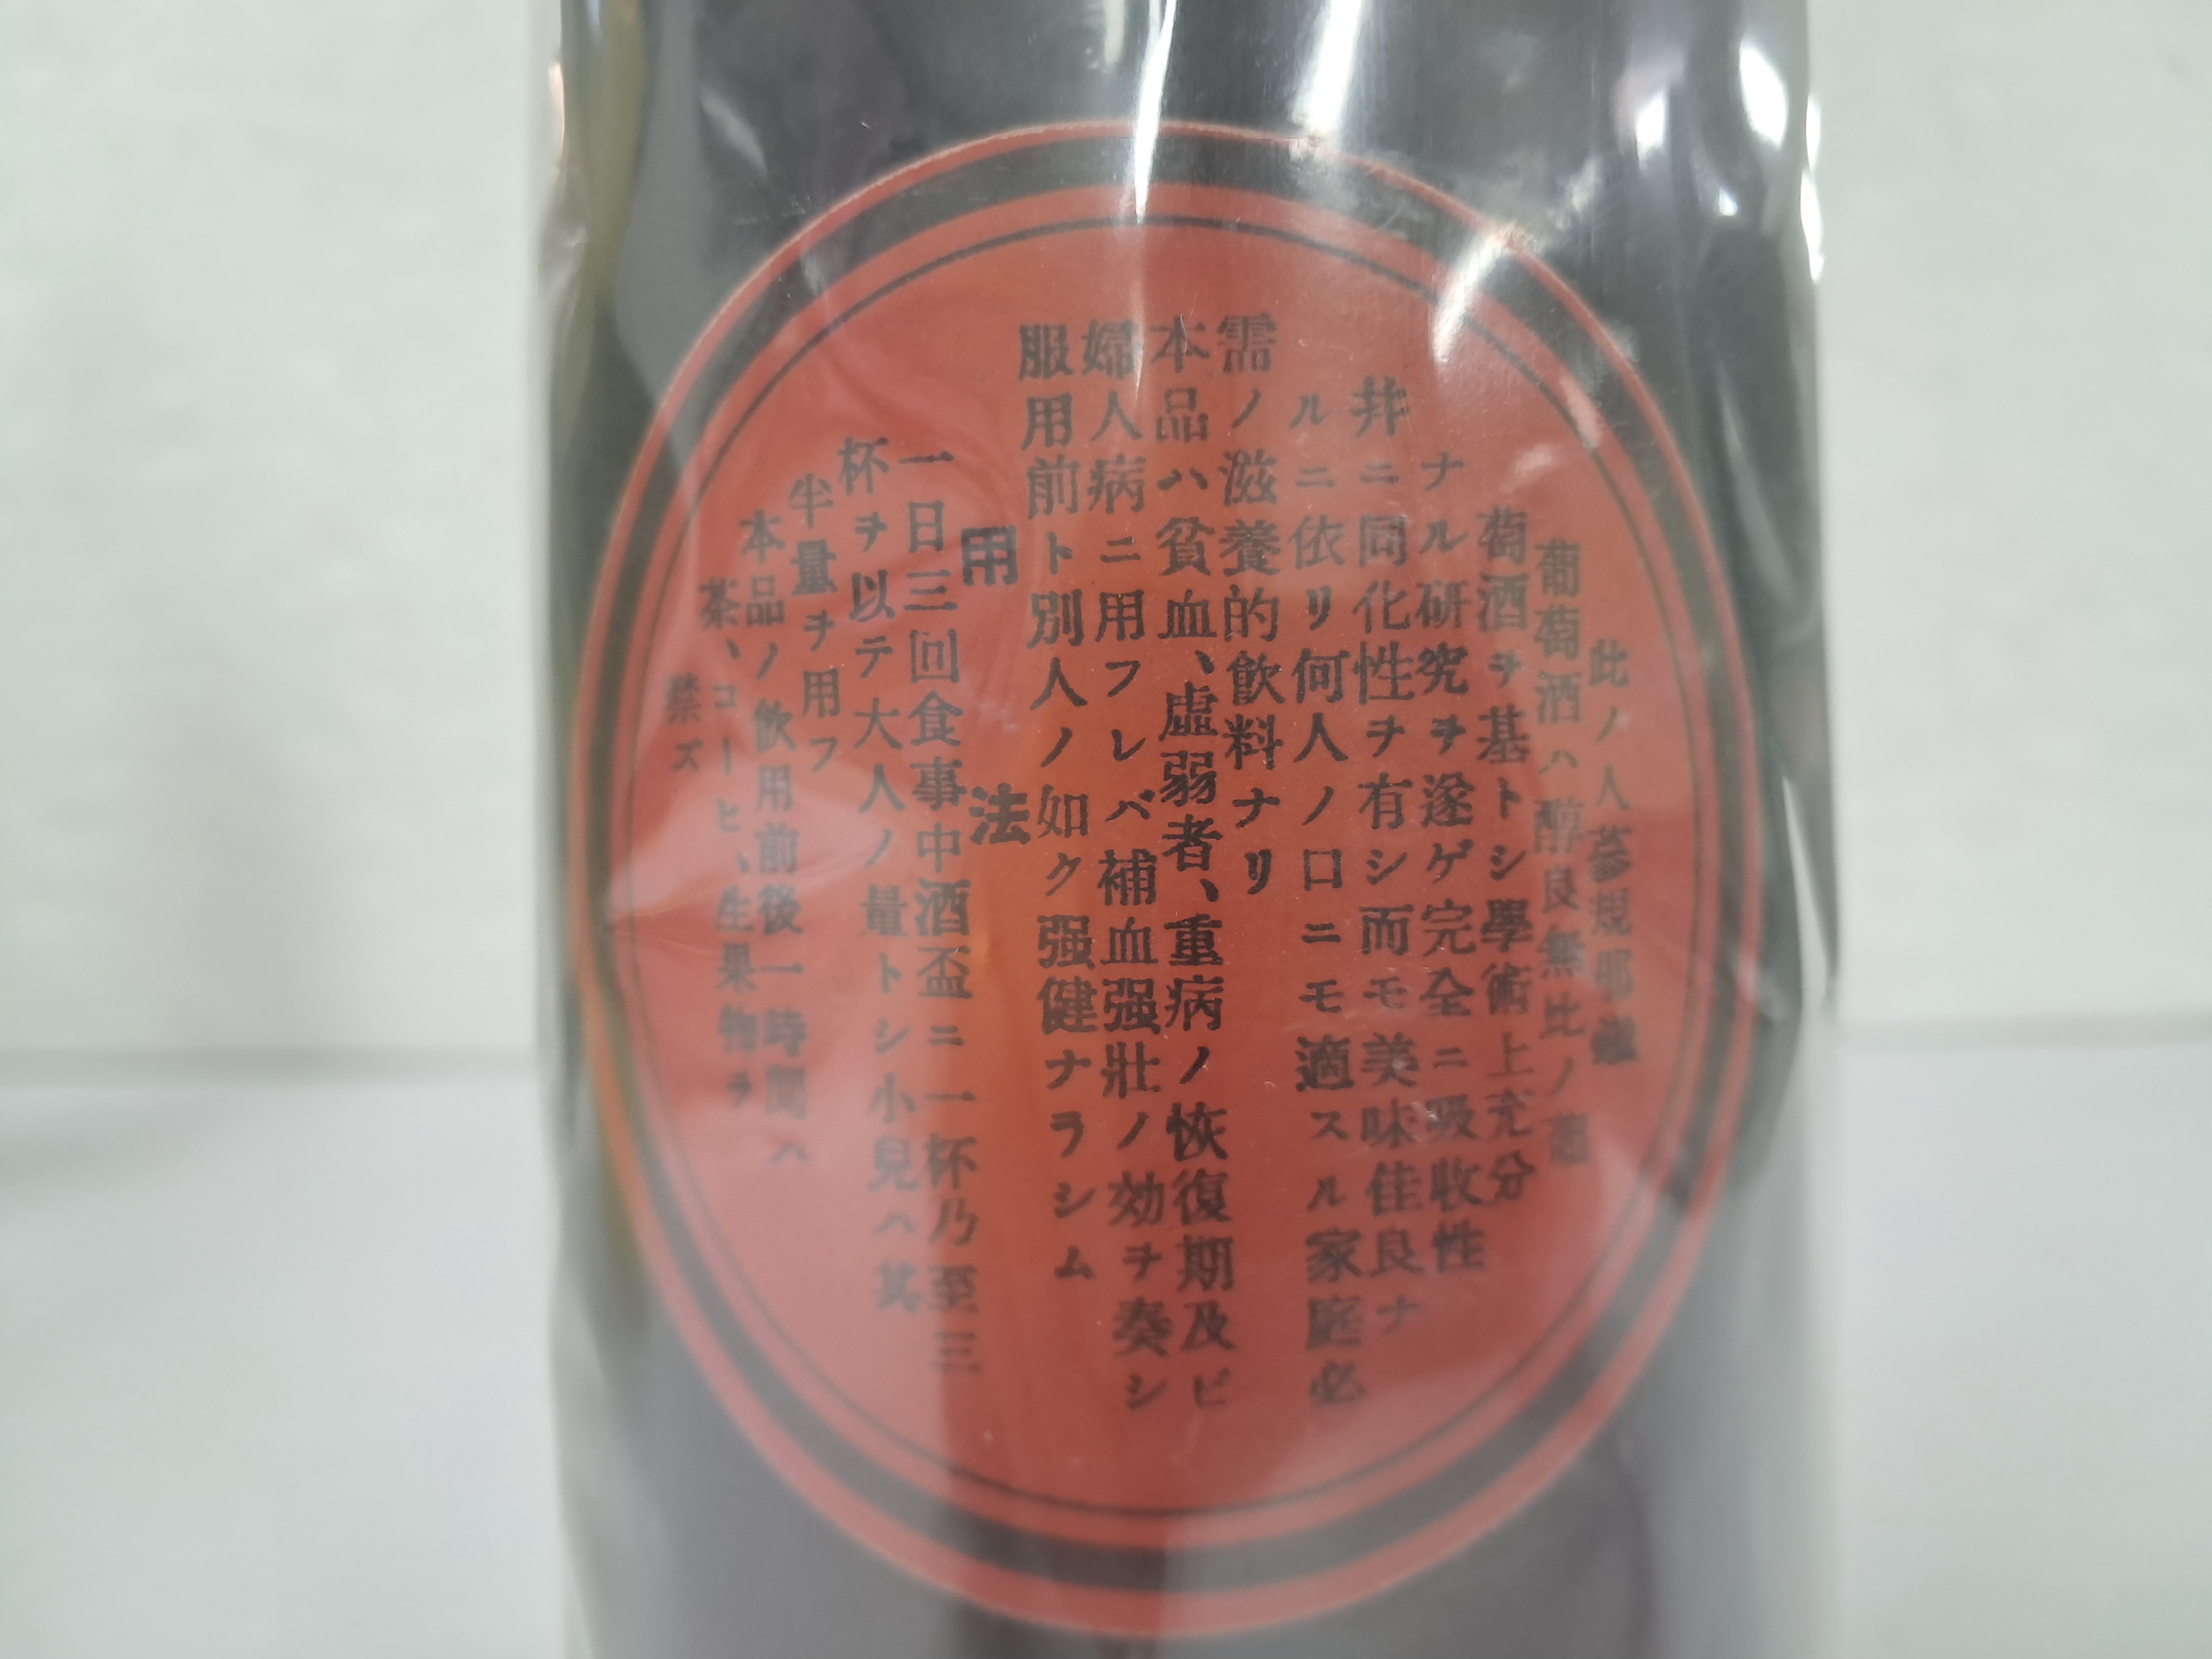 此ノ人蔘規那鐵
葡萄酒ハ醇良無比ノ葡
萄酒ヲ基トシ學術上充分
ナル研究ヲ遂ゲ完全ニ吸收性
幷ニ同化性ヲ有シ而モ美味佳良ナ
ルニ依リ何人ノ口ニモ適スル家庭必
需ノ滋養的飮料ナリ
本品ハ貧血、虛弱者、重病ノ恢復期及ビ
婦人病ニ用フレバ補血强壯ノ効ヲ奏シ
服用前ト別人ノ如ク强健ナラシム
用法
一日三回食事中酒盃ニ一杯乃至三
杯ヲ以テ大人ノ量トシ小兒ハ其
半量ヲ用フ
本品ノ飮用前後一時間ハ
茶、コーヒ、生果物ヲ
禁ズ